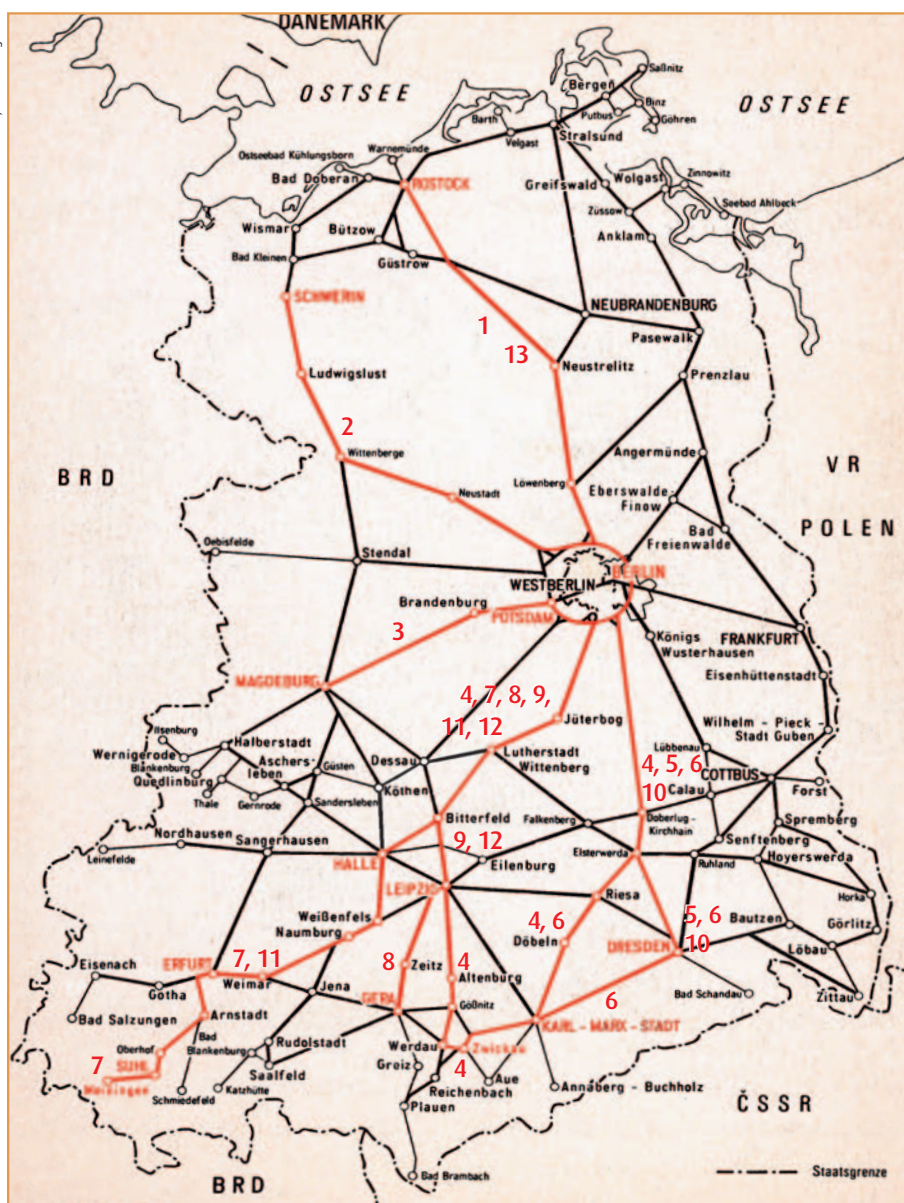 DÄNEMARK
OSTSEE
OSTSEE
Saßnitz
Bergen
Binz
Putbus
Göhren
Barth
Velgast
Stralsund
Warnemünde
Ostseebad Kühlungsborn
Bad Doberan
ROSTOCK
Greifswald
Wolgast
Zinnowitz
Züssow
Seebad Ahlbeck
Wismar
Bützow
Anklam
Bad Kleinen
Güstrow
SCHWERIN
NEUBRANDENBURG
1
Pasewalk
13
Ludwigslust
Neustrelitz
Prenzlau
2
Wittenberge
Angermünde
BRD
VR
POLEN
Löwenberg
Neustadt
Eberswalde-
Finow
Bad
Freienwalde
Oebisfelde
Stendal
WESTBERLIN
BERLIN
Brandenburg
POTSDAM
3
Königs
Wusterhausen
FRANKFURT
Eisenhüttenstadt
MAGDEBURG
4, 7, 8, 9,
11, 12
Jüterbog
Wilhelm - Pieck -
Stadt Guben
Ilsenburg
Halberstadt
Wernigerode
Blankenburg
Quedlinburg
Aschers-
leben
Güsten
Dessau
Lutherstadt
Wittenberg
Lübbenau
4, 5, 6
10
COTTBUS
Calau
Forst
Thale
Gernrode
Sandersleben
Köthen
Bitterfeld
Falkenberg
Doberlug-
Kirchhain
Spremberg
Nordhausen
Leinefelde
Sangerhausen
9, 12
Eilenburg
Elsterwerda
Senftenberg
Ruhland
Hoyerswerda
HALLE
LEIPZIG
Riesa
Horka
Weißenfels
Naumburg
4, 6
Döbeln
5, 6
10
Bautzen
Görlitz
Löbau
DRESDEN
Eisenach
ERFURT
7, 11
8
Zeitz
4
Altenburg
Gotha
Weimar
Jena
GERA
Gößnitz
6
Bad Schandau
Zittau
Bad Salzungen
Arnstadt
KARL - MARX - STADT
Oberhof
Bad
Blankenburg
Rudolstadt
Werdau
Zwickau
7
SUHL
Meiningen
Saalfeld
Greiz
4
Aue
Schmiedefeld
Katzhütte
Reichenbach
Annaberg - Buchholz
Plauen
ČSSR
BRD
Bad Brambach
Staatsgrenze